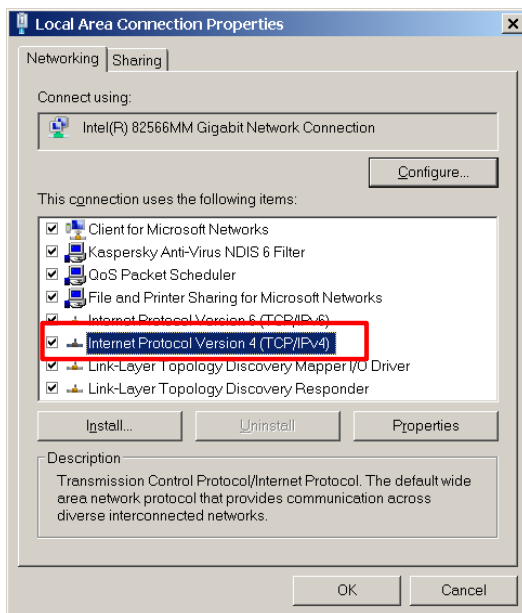 Local Area Connection Properties
Networking
Sharing
Connect using:
Intel(R) 82566MM Gigabit Network Connection
Configure...
This connection uses the following items:
Client for Microsoft Networks
Kaspersky Anti-Virus NDIS 6 Filter
QoS Packet Scheduler
File and Printer Sharing for Microsoft Networks
Internet Protocol Version 6 (TCP/IPv6)
Internet Protocol Version 4 (TCP/IPv4)
Link-Layer Topology Discovery Mapper I/O Driver
Link-Layer Topology Discovery Responder
Install...
Uninstall
Properties
Description
Transmission Control Protocol/Internet Protocol. The default wide
area network protocol that provides communication across
diverse interconnected networks.
OK
Cancel